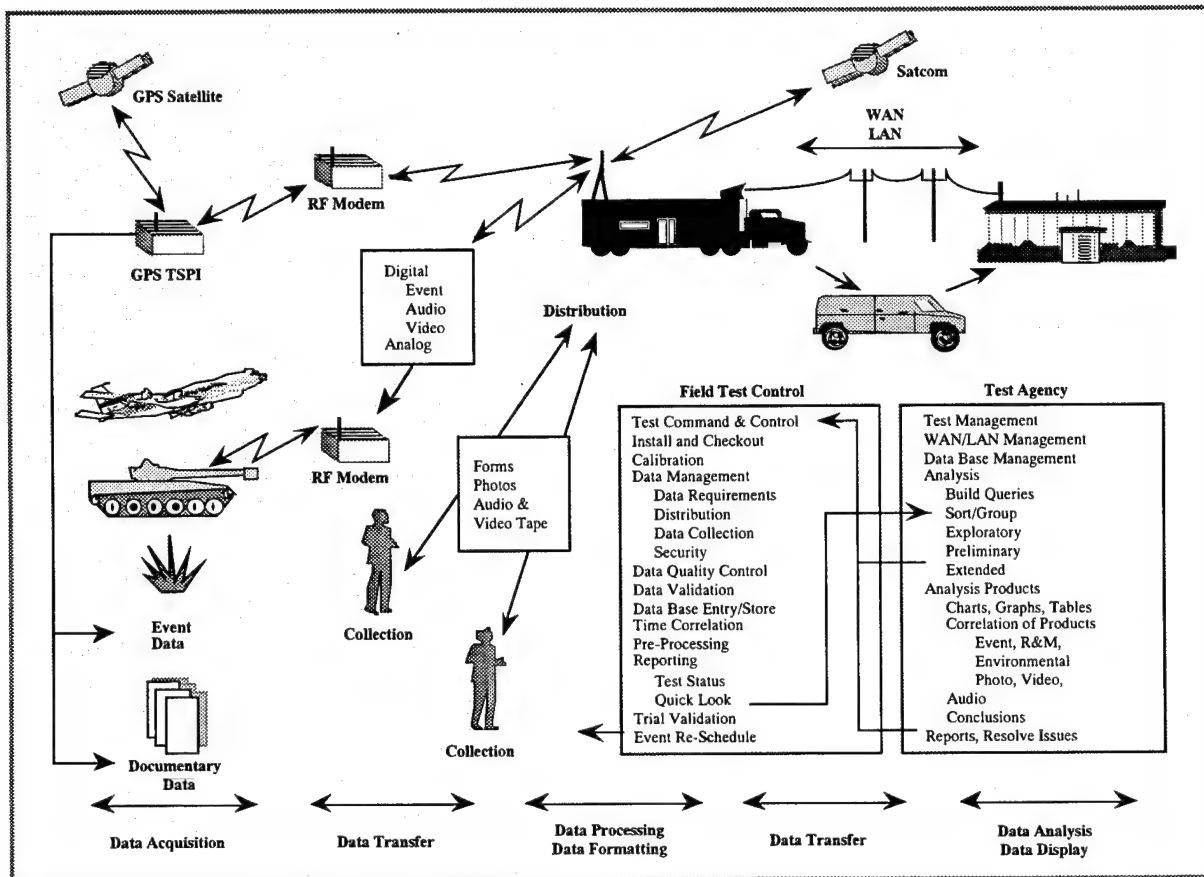 GPS Satellite
Satcom
WAN
LAN
RF Modem
GPS TSPI
Digital
Event
Audio
Video
Analog
Distribution
RF Modem
Forms
Photos
Audio &
Video Tape
Event
Data
Collection
Collection
Documentary
Data
Field Test Control
Test Command & Control
Install and Checkout
Calibration
Data Management
Data Requirements
Distribution
Data Collection
Security
Data Quality Control
Data Validation
Data Base Entry/Store
Time Correlation
Pre-Processing
Reporting
Test Status
Quick Look
Trial Validation
Event Re-Schedule
Test Agency
Test Management
WAN/LAN Management
Data Base Management
Analysis
Build Queries
Sort/Group
Exploratory
Preliminary
Extended
Analysis Products
Charts, Graphs, Tables
Correlation of Products
Event, R&M,
Environmental
Photo, Video,
Audio
Conclusions
Reports, Resolve Issues
Data Acquisition
Data Transfer
Data Processing
Data Formatting
Data Transfer
Data Analysis
Data Display